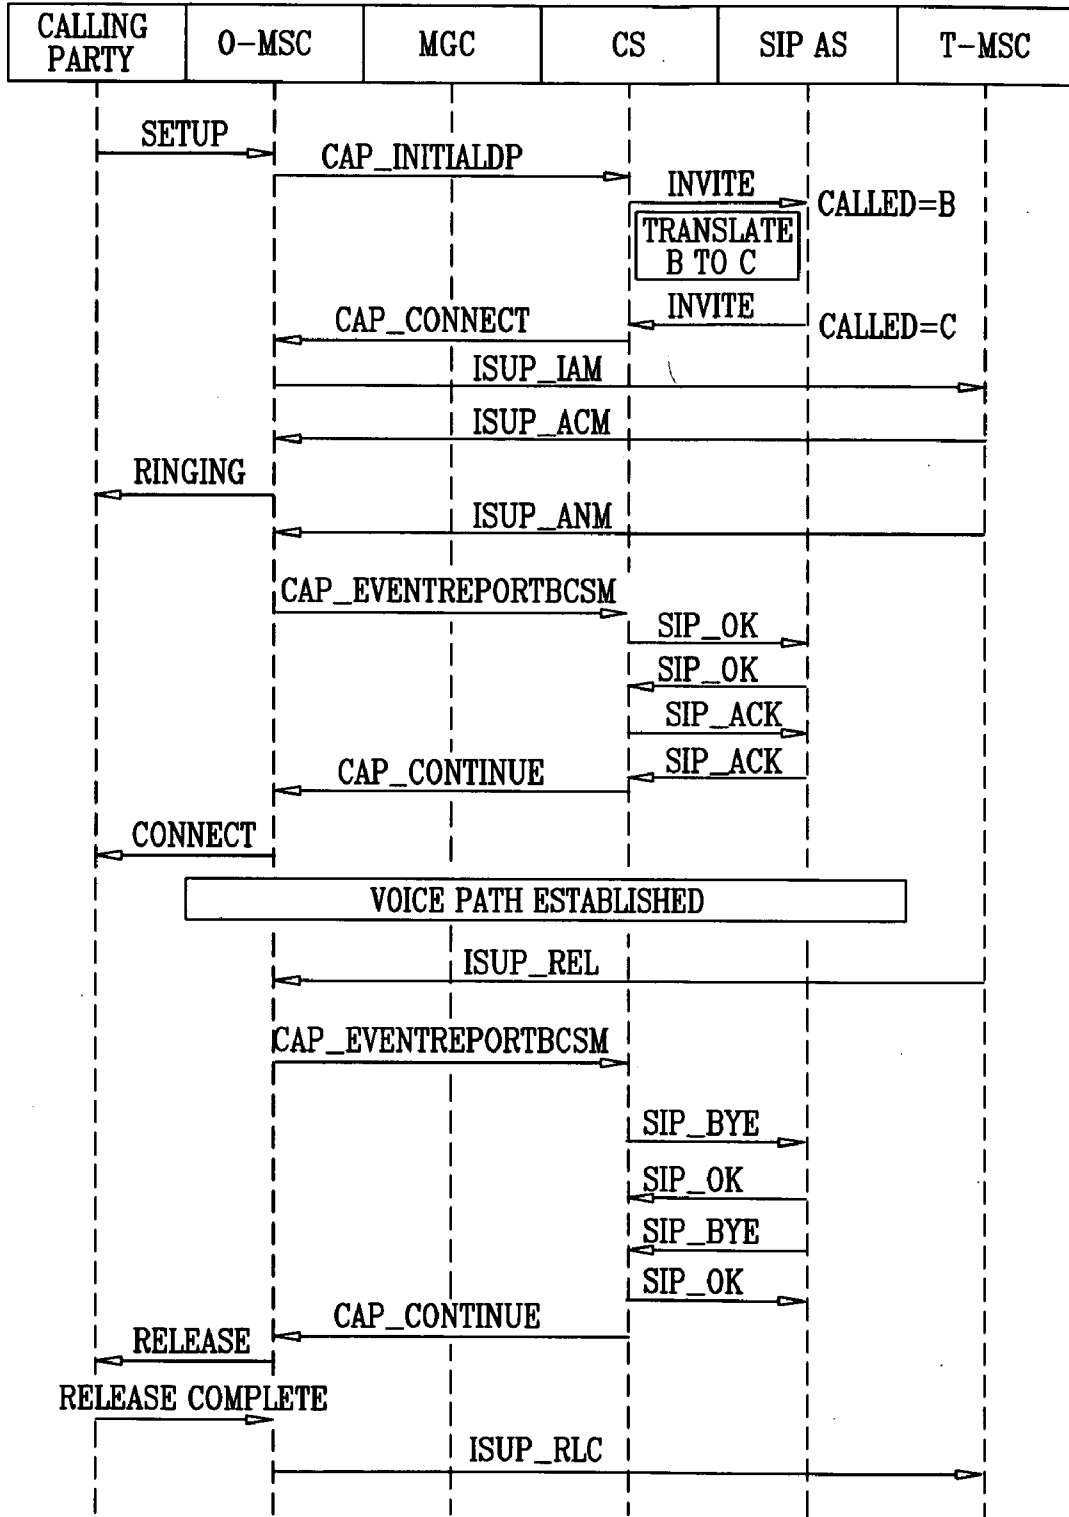 CALLING
PARTY
O-MSC
MGC
CS
SIP AS
T-MSC
SETUP
CAP_INITIALDP
INVITE
CALLED=B
TRANSLATE
B TO C
INVITE
CALLED=C
CAP_CONNECT
ISUP_IAM
ISUP_ACM
RINGING
ISUP_ANM
CAP_EVENTREPORTBCSM
SIP_OK
SIP_OK
SIP_ACK
SIP_ACK
CAP_CONTINUE
CONNECT
VOICE PATH ESTABLISHED
ISUP_REL
CAP_EVENTREPORTBCSM
SIP_BYE
SIP_OK
SIP_BYE
SIP_OK
CAP_CONTINUE
RELEASE
RELEASE COMPLETE
ISUP_RLC